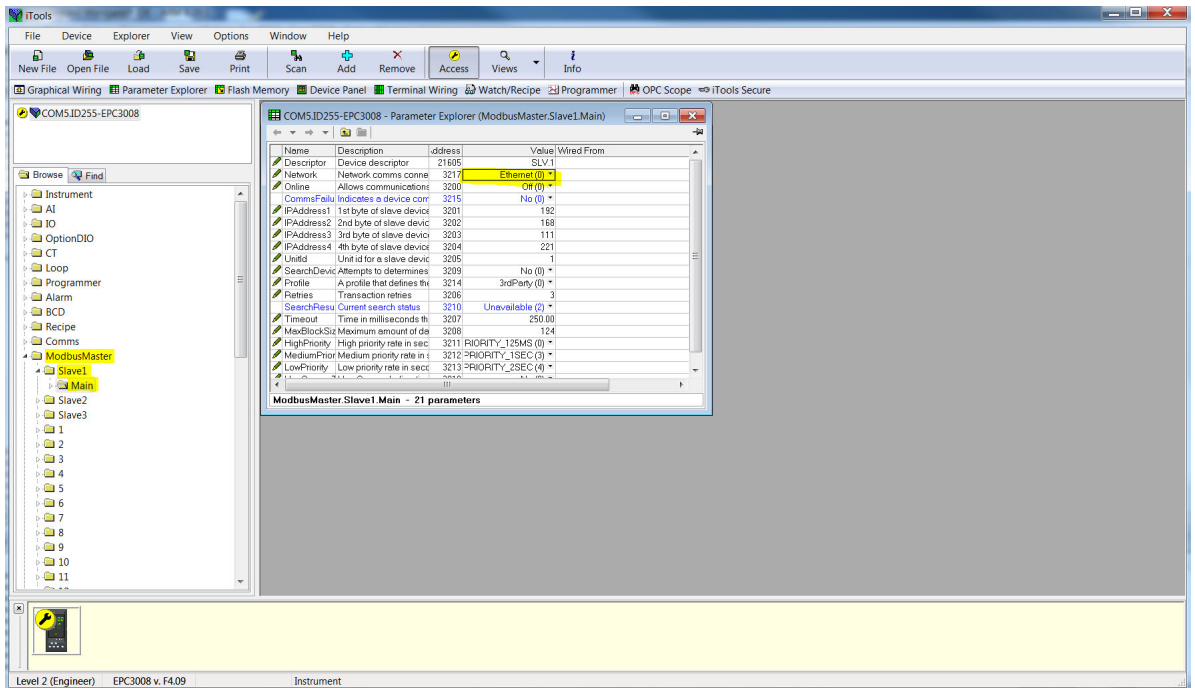 iTools
File Device Explorer View Options Window Help
New File Open File Load Save Print Scan Add Remove Access Views Info
Graphical Wiring Parameter Explorer Flash Memory Device Panel Terminal Wiring Watch/Recipe Programmer OPC Scope iTools Secure
COM5.ID255-EPC3008
Browse Find
Instrument
AI
IO
OptionDIO
CT
Loop
Programmer
Alarm
BCD
Recipe
Comms
ModbusMaster
Slave1
Main
Slave2
Slave3
1
2
3
4
5
6
7
8
9
10
11
COM5.ID255-EPC3008 - Parameter Explorer (ModbusMaster.Slave1.Main)
Name Description ddress Value Wired From
Descriptor Device descriptor 21605 SLV.1
Network Network comms conne 3217 Ethernet (0)
Online Allows communications 3200 Off (0)
CommsFailu Indicates a device com 3215 No (0)
IPAddress1 1st byte of slave device 3201 192
IPAddress2 2nd byte of slave devic 3202 168
IPAddress3 3rd byte of slave device 3203 111
IPAddress4 4th byte of slave device 3204 221
UnitId Unit id for a slave devic 3205 1
SearchDevic Attempts to determines 3209 No (0)
Profile A profile that defines the 3214 3rdParty (0)
Retries Transaction retries 3206 3
SearchResu Current search status 3210 Unavailable (2)
Timeout Time in milliseconds th 3207 250.00
MaxBlockSiz Maximum amount of da 3208 124
HighPriority High priority rate in sec 3211 RIORITY_125MS (0)
MediumPrior Medium priority rate in s 3212 PRIORITY_1SEC (3)
LowPriority Low priority rate in secc 3213 PRIORITY_2SEC (4)
ModbusMaster.Slave1.Main - 21 parameters
Level 2 (Engineer) EPC3008 v. F4.09 Instrument